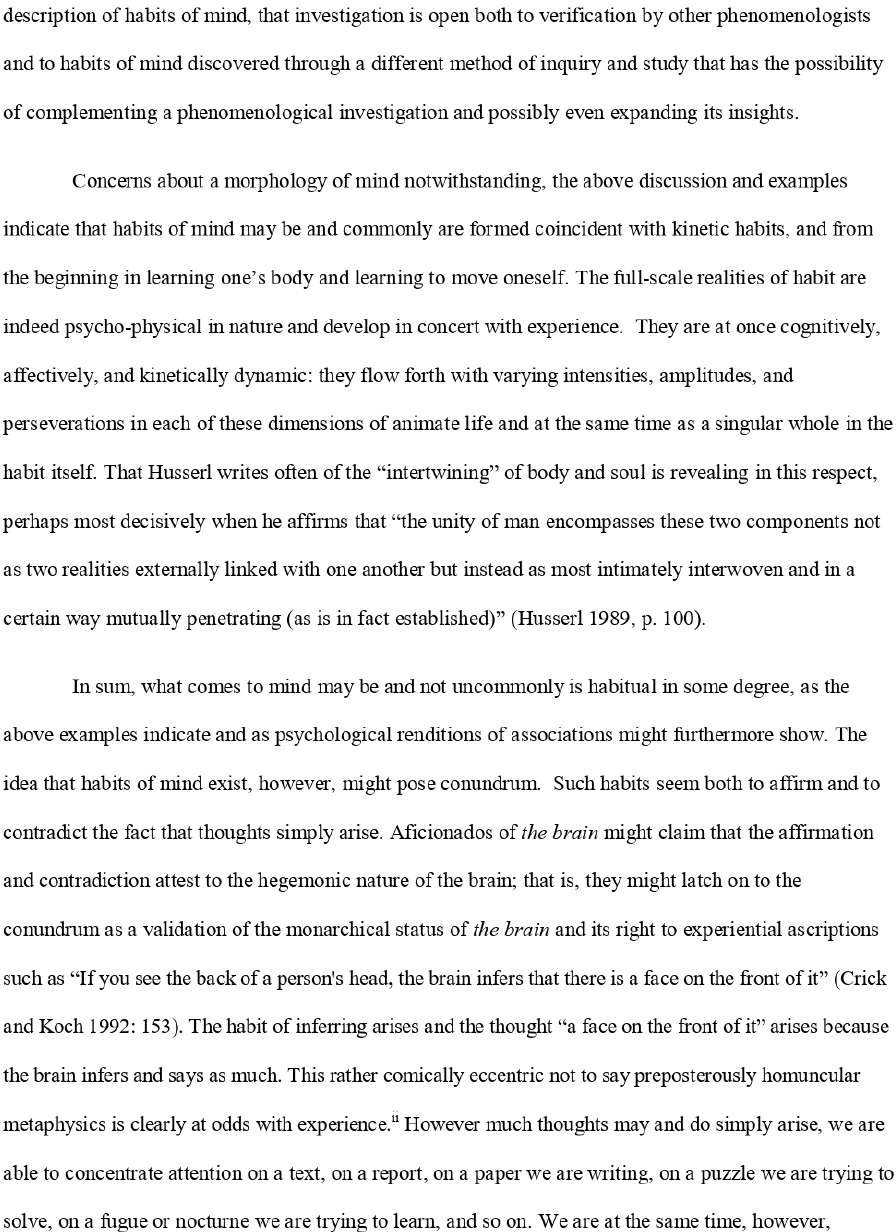 description of habits of mind, that investigation is open both to verification by other phenomenologists
and to habits of mind discovered through a different method of inquiry and study that has the possibility
of complementing a phenomenological investigation and possibly even expanding its insights.
Concerns about a morphology of mind notwithstanding, the above discussion and examples
indicate that habits of mind may be and commonly are formed coincident with kinetic habits, and from
the beginning in learning one’s body and learning to move oneself. The full-scale realities of habit are
indeed psycho-physical in nature and develop in concert with experience.  They are at once cognitively,
affectively, and kinetically dynamic: they flow forth with varying intensities, amplitudes, and
perseverations in each of these dimensions of animate life and at the same time as a singular whole in the
habit itself. That Husserl writes often of the “intertwining” of body and soul is revealing in this respect,
perhaps most decisively when he affirms that “the unity of man encompasses these two components not
as two realities externally linked with one another but instead as most intimately interwoven and in a
certain way mutually penetrating (as is in fact established)” (Husserl 1989, p. 100).
In sum, what comes to mind may be and not uncommonly is habitual in some degree, as the
above examples indicate and as psychological renditions of associations might furthermore show. The
idea that habits of mind exist, however, might pose conundrum.  Such habits seem both to affirm and to
contradict the fact that thoughts simply arise. Aficionados of the brain might claim that the affirmation
and contradiction attest to the hegemonic nature of the brain; that is, they might latch on to the
conundrum as a validation of the monarchical status of the brain and its right to experiential ascriptions
such as “If you see the back of a person's head, the brain infers that there is a face on the front of it” (Crick
and Koch 1992: 153). The habit of inferring arises and the thought “a face on the front of it” arises because
the brain infers and says as much. This rather comically eccentric not to say preposterously homuncular
metaphysics is clearly at odds with experience.ii However much thoughts may and do simply arise, we are
able to concentrate attention on a text, on a report, on a paper we are writing, on a puzzle we are trying to
solve, on a fugue or nocturne we are trying to learn, and so on. We are at the same time, however,